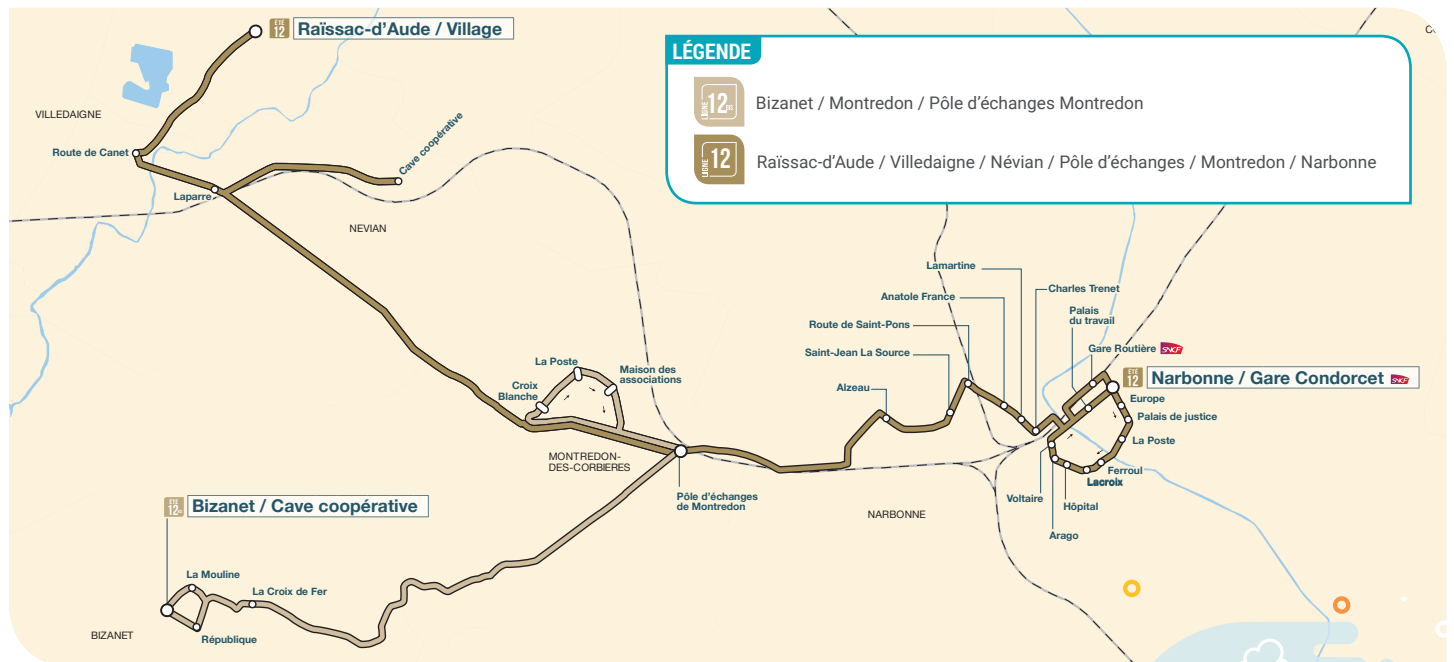 ÉTÉ
12
Raïssac-d'Aude / Village
LÉGENDE
LIGNE
12
Bizanet / Montredon / Pôle d'échanges Montredon
LIGNE
12
Raïssac-d'Aude / Villedaigne / Névian / Pôle d'échanges / Montredon / Narbonne
VILLEDAIGNE
Route de Canet
Cave coopérative
Laparre
NEVIAN
Lamartine
Charles Trenet
Anatole France
Palais
du travail
Route de Saint-Pons
Gare Routière
SNCF
Saint-Jean La Source
La Poste
Maison des
associations
ÉTÉ
12
Narbonne / Gare Condorcet
SNCF
Croix
Blanche
Alzeau
Europe
Palais de justice
La Poste
MONTREDON-
DES-CORBIERES
Ferroul
Lacroix
Pôle d'échanges
de Montredon
Voltaire
Hôpital
NARBONNE
Arago
ÉTÉ
12
Bizanet / Cave coopérative
La Mouline
La Croix de Fer
République
BIZANET